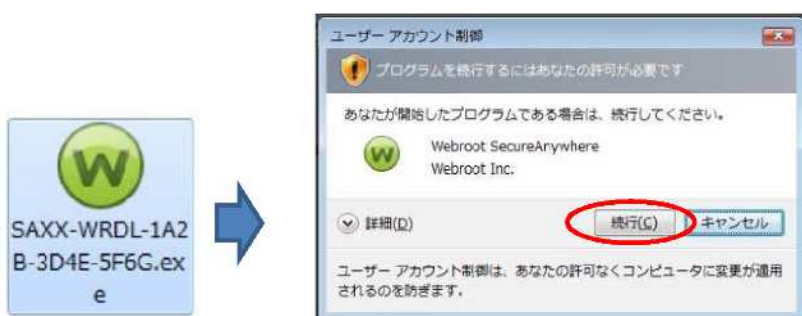 W
SAXX-WRDL-1A2
B-3D4E-5F6G.ex
e
ユーザー アカウント制御
プログラムを続行するにはあなたの許可が必要です
あなたが開始したプログラムである場合は、続行してください。
W
Webroot SecureAnywhere
Webroot Inc.
詳細(D)
続行(C)
キャンセル
ユーザー アカウント制御は、あなたの許可なくコンピュータに変更が適用
されるのを防ぎます。